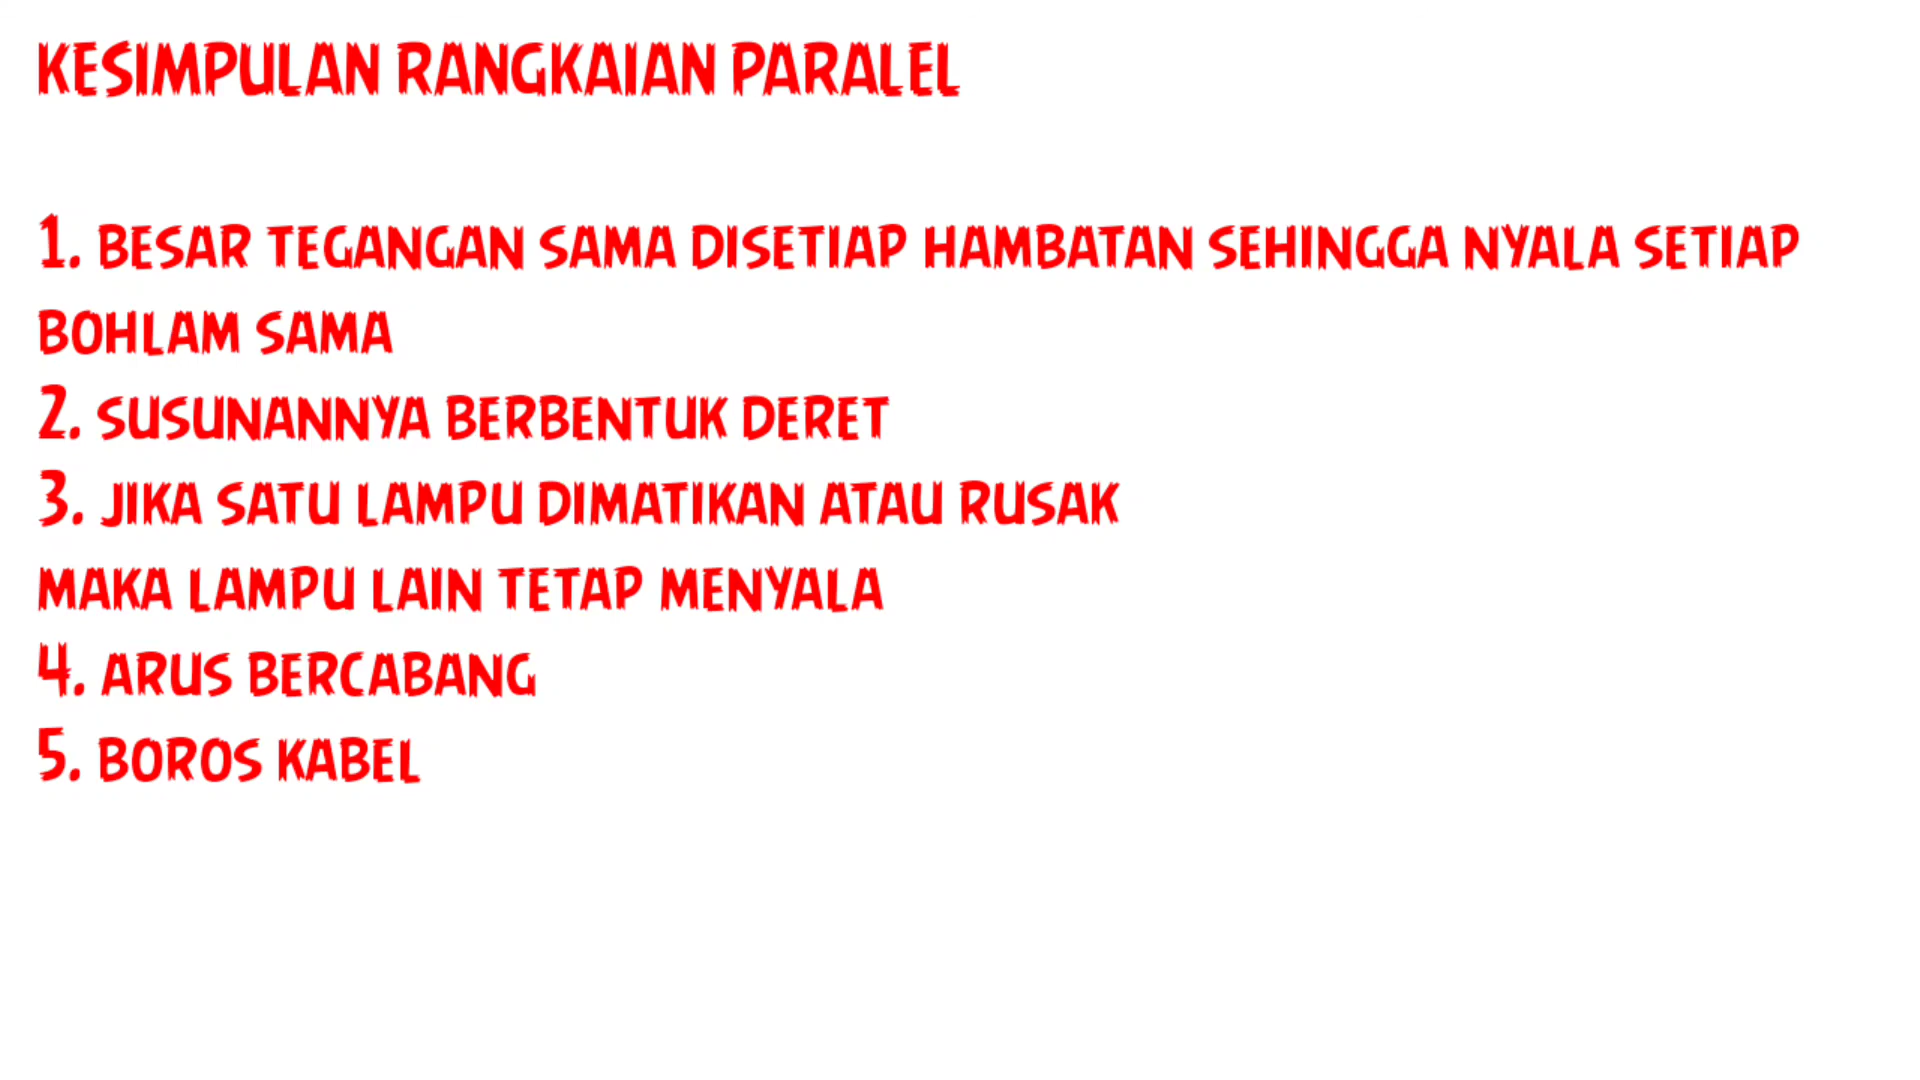 KESIMPULAN RANGKAIAN PARALEL
1. BESAR TEGANGAN SAMA DISETIAP HAMBATAN SEHINGGA NYALA SETIAP
BOHLAM SAMA
2. SUSUNANNYA BERBENTUK DERET
3. JIKA SATU LAMPU DIMATIKAN ATAU RUSAK
MAKA LAMPU LAIN TETAP MENYALA
4. ARUS BERCABANG
5. BOROS KABEL